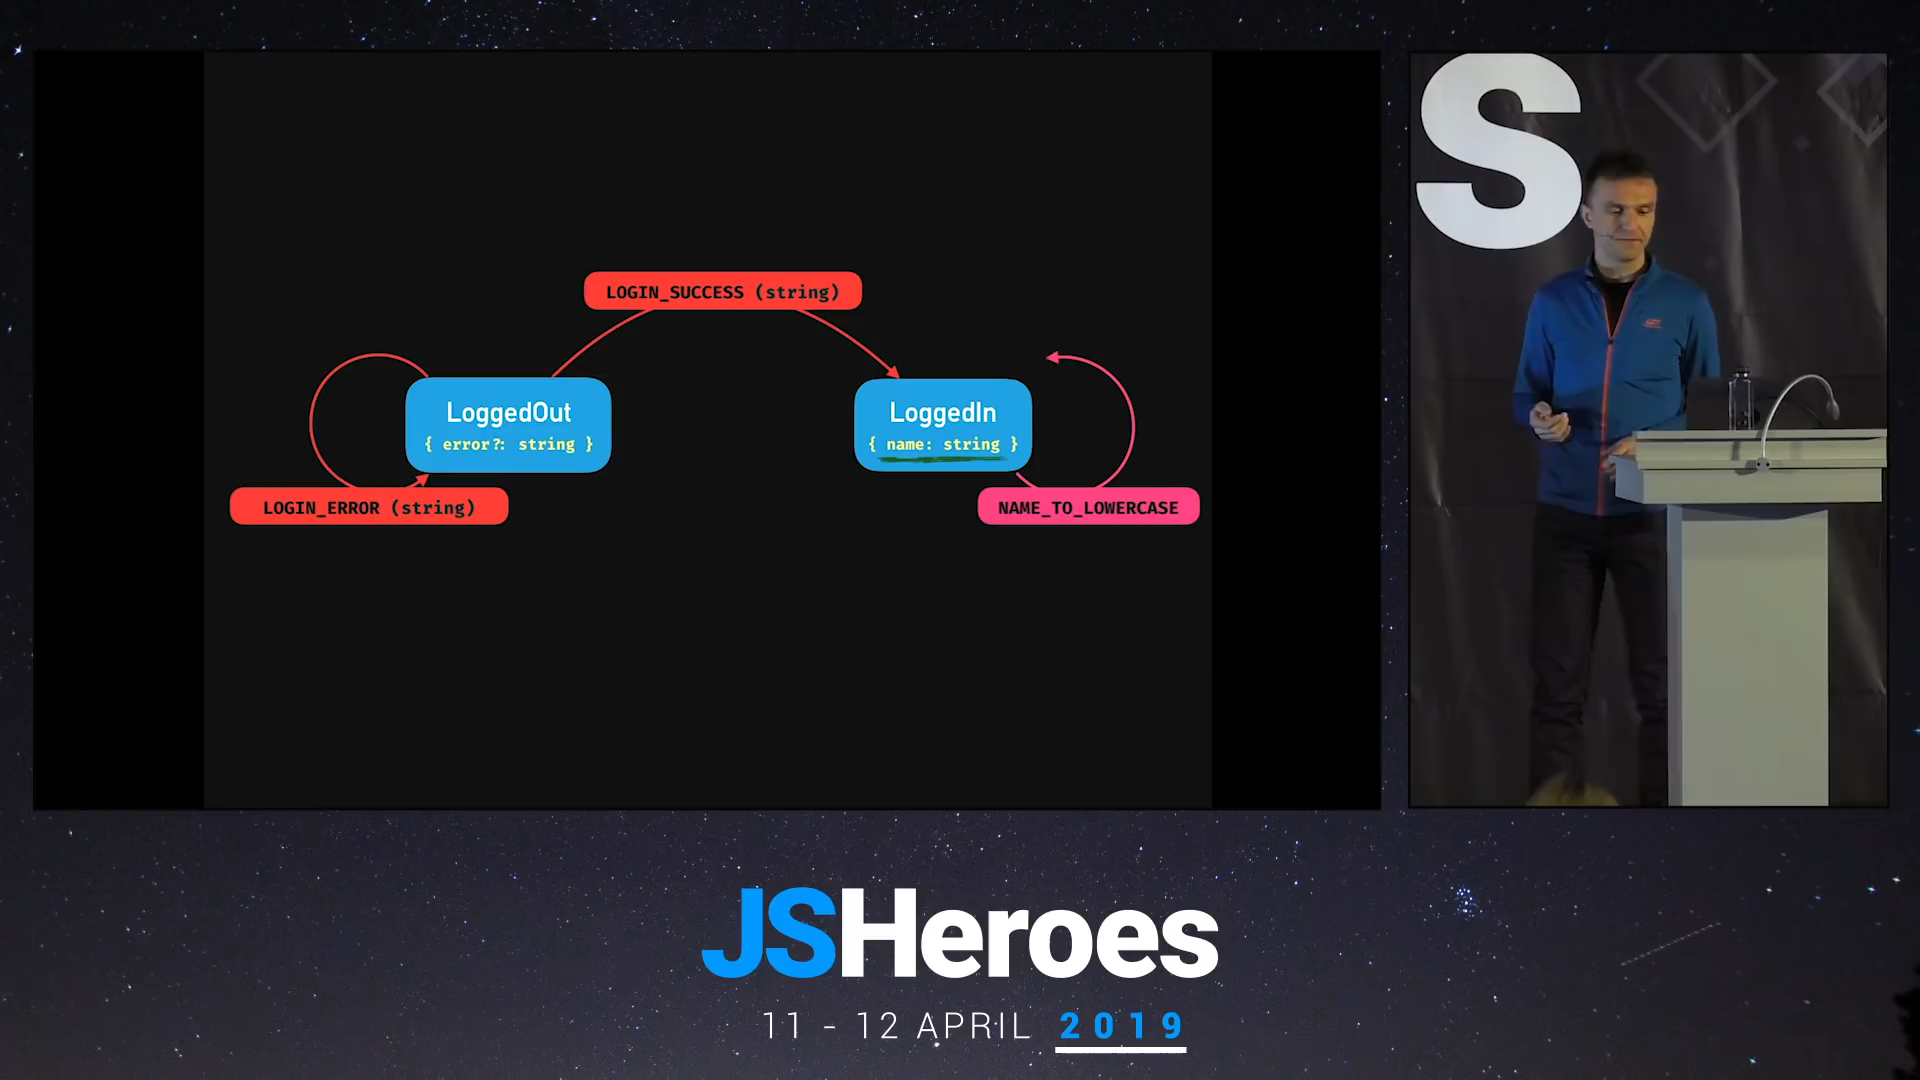 S
LOGIN_SUCCESS (string)
LoggedOut
{ error?: string }
LoggedIn
{ name: string }
LOGIN_ERROR (string)
NAME_TO_LOWERCASE
JSHeroes
11 - 12 APRIL 2019